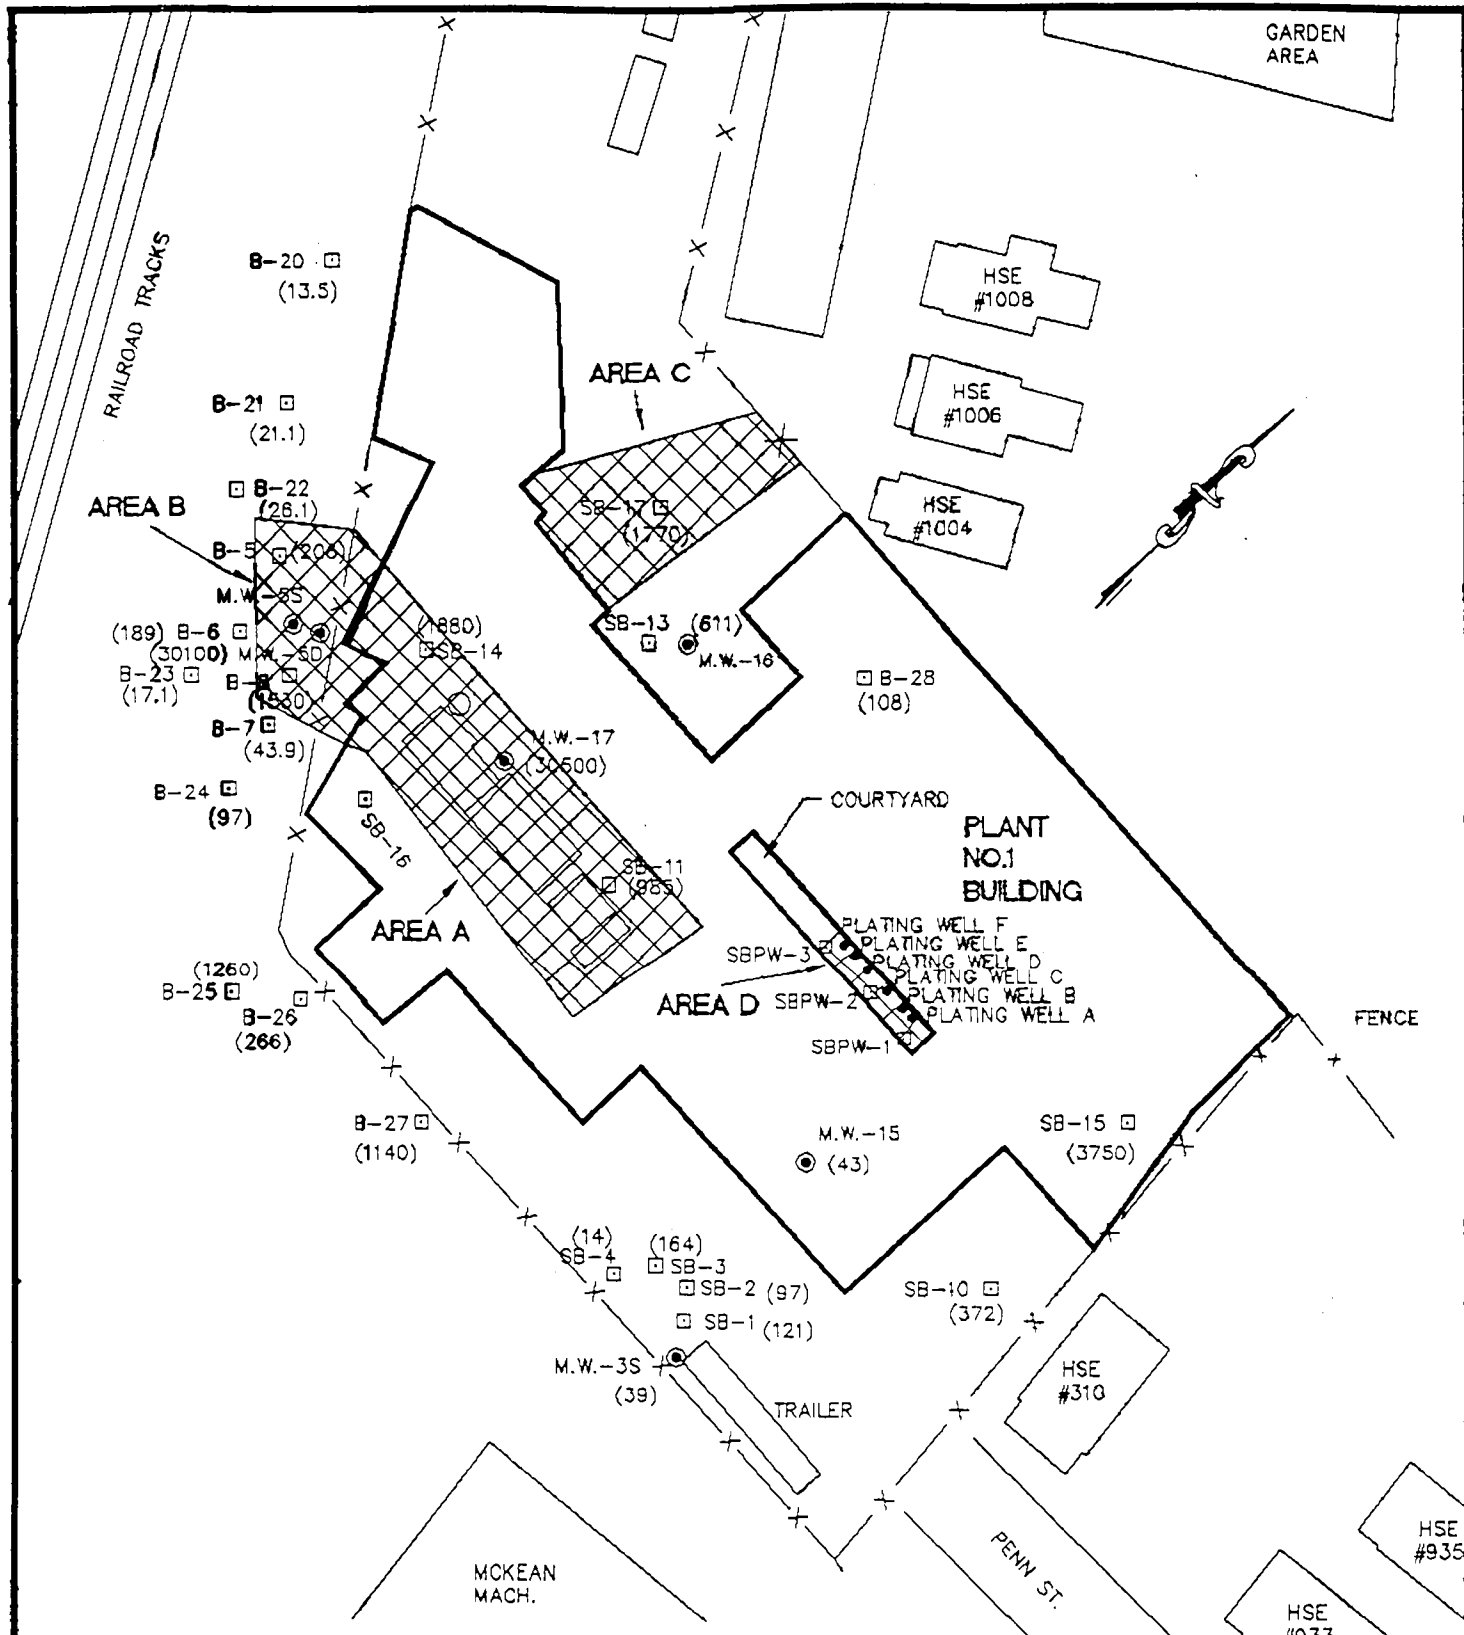 GARDEN
AREA
RAILROAD TRACKS
B-20
(13.5)
HSE
#1008
AREA C
B-21
(21.1)
HSE
#1006
B-22
(26.1)
AREA B
SB-17
(1770)
HSE
#1004
B-5
(206)
M.W.-5S
(189) B-6
(1880)
SB-14
SB-13
(611)
M.W.-16
(30100) M.W.-5D
B-23
(17.1)
B-8
(1530)
B-28
(108)
B-7
(43.9)
M.W.-17
(30500)
B-24
(97)
SB-16
COURTYARD
PLANT
NO.1
BUILDING
SB-11
(985)
AREA A
PLATING WELL F
PLATING WELL E
PLATING WELL D
PLATING WELL C
PLATING WELL B
PLATING WELL A
SBPW-3
AREA D
SBPW-2
SBPW-1
(1260)
B-25
B-26
(266)
FENCE
B-27
(1140)
M.W.-15
(43)
SB-15
(3750)
(14)
SB-4
(164)
SB-3
SB-2 (97)
SB-1 (121)
SB-10
(372)
M.W.-3S
(39)
TRAILER
HSE
#310
MCKEAN
MACH.
PENN ST.
HSE
#935
HSE